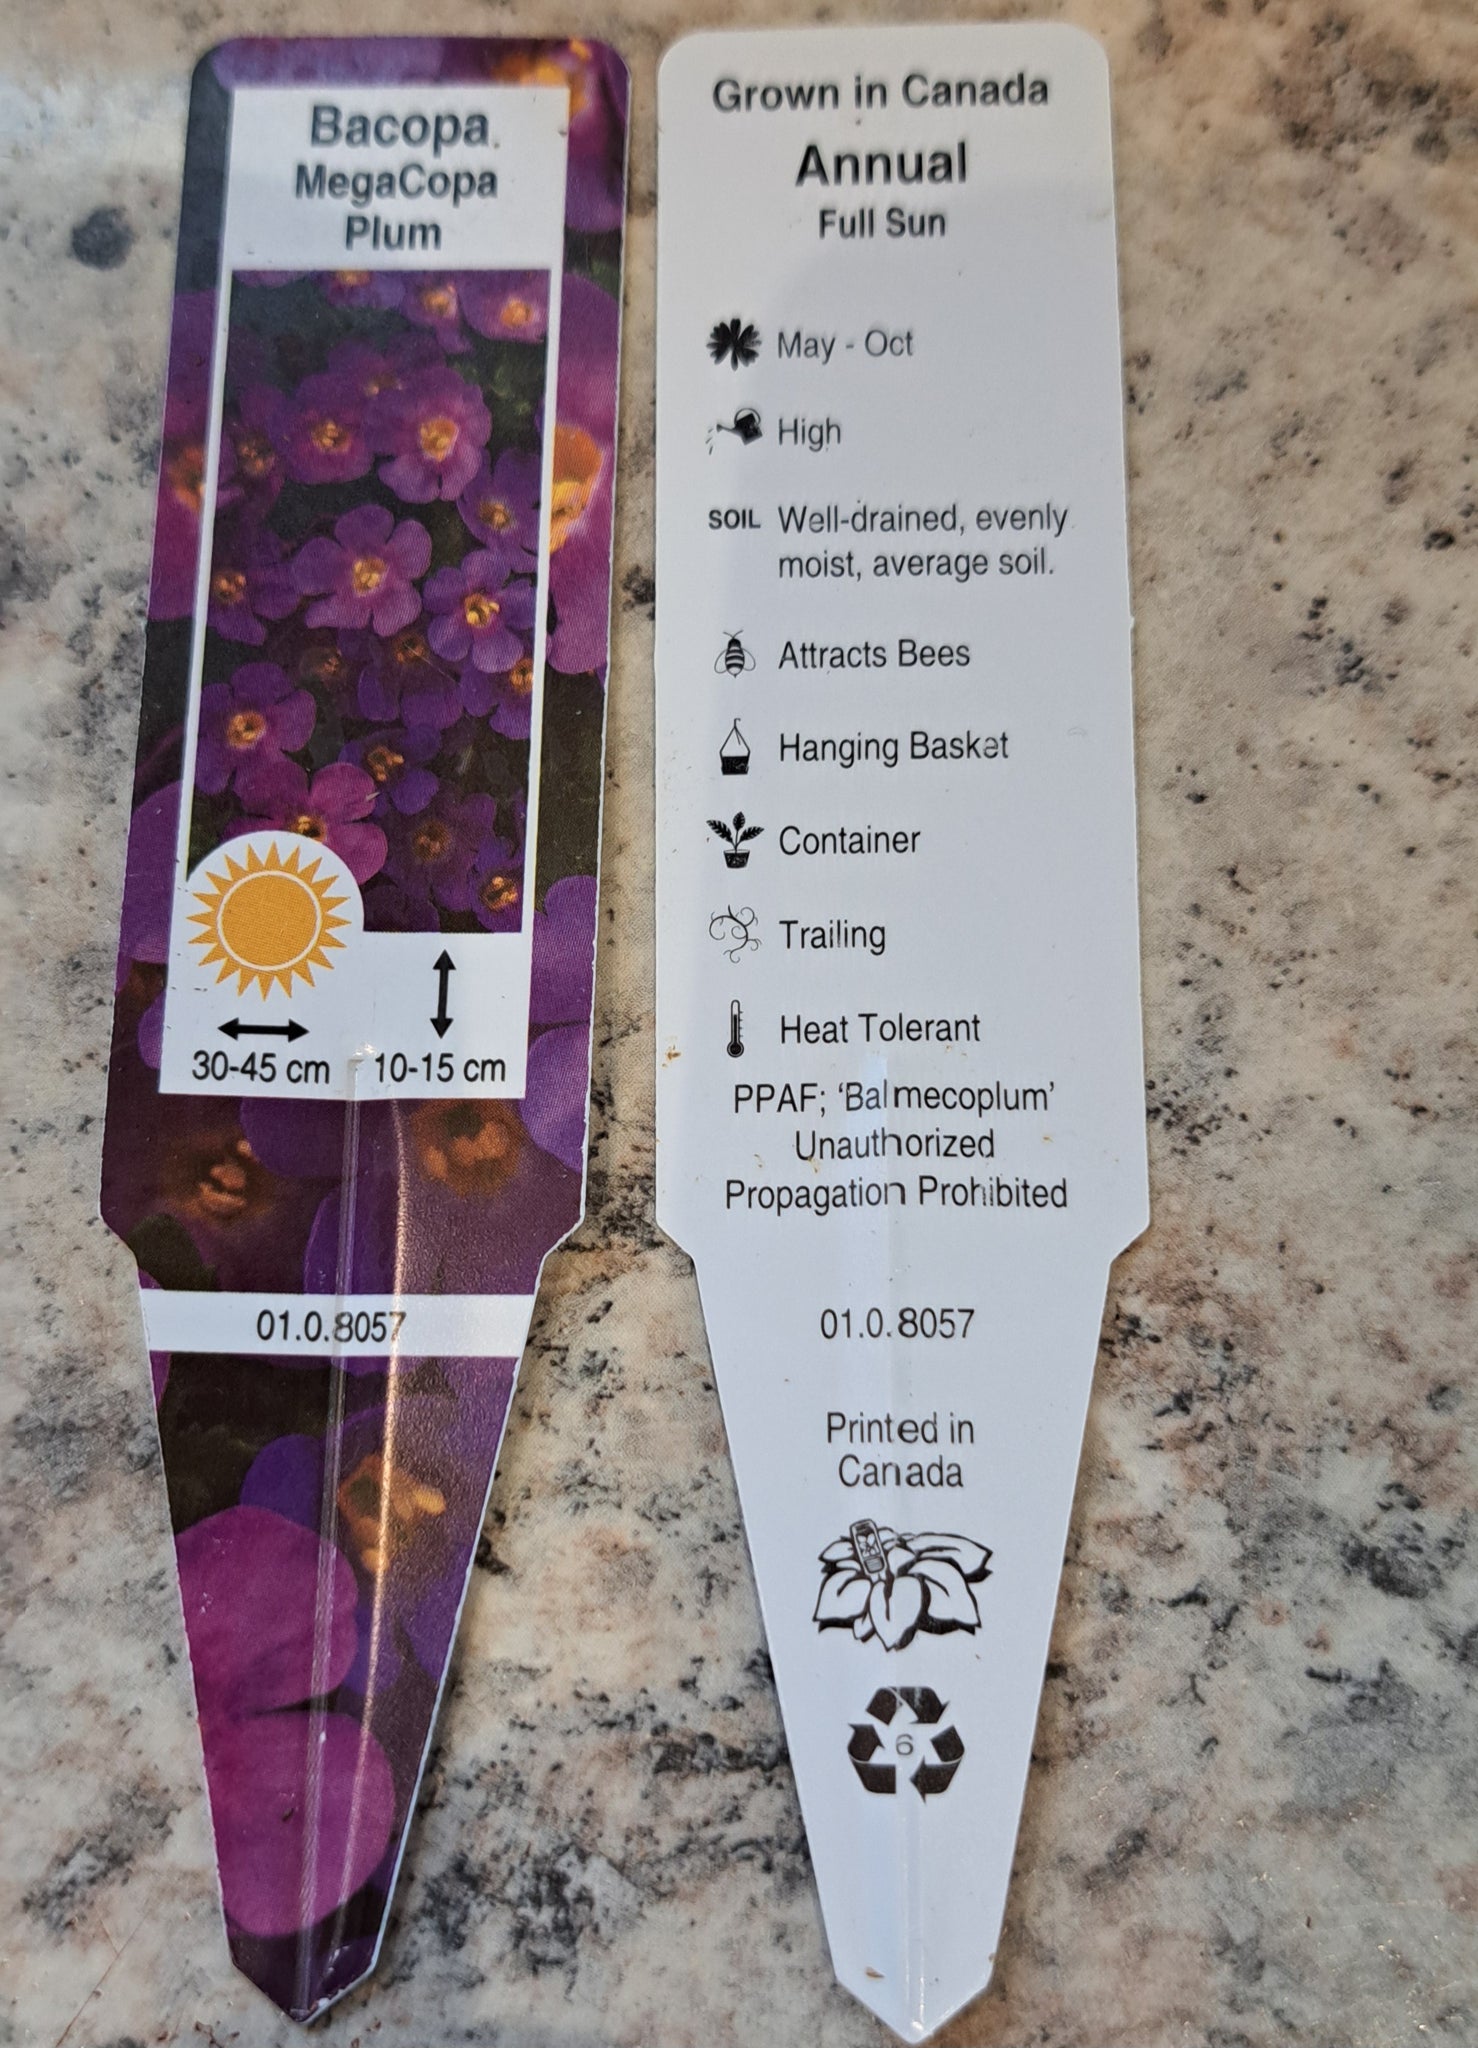 Bacopa
MegaCopa
Plum
30-45 cm
10-15 cm
01.0.8057
Grown in Canada
Annual
Full Sun
May - Oct
High
SOIL Well-drained, evenly
moist, average soil.
Attracts Bees
Hanging Basket
Container
Trailing
Heat Tolerant
PPAF; ‘Balmecoplum’
Unauthorized
Propagation Prohibited
01.0.8057
Printed in
Canada
6